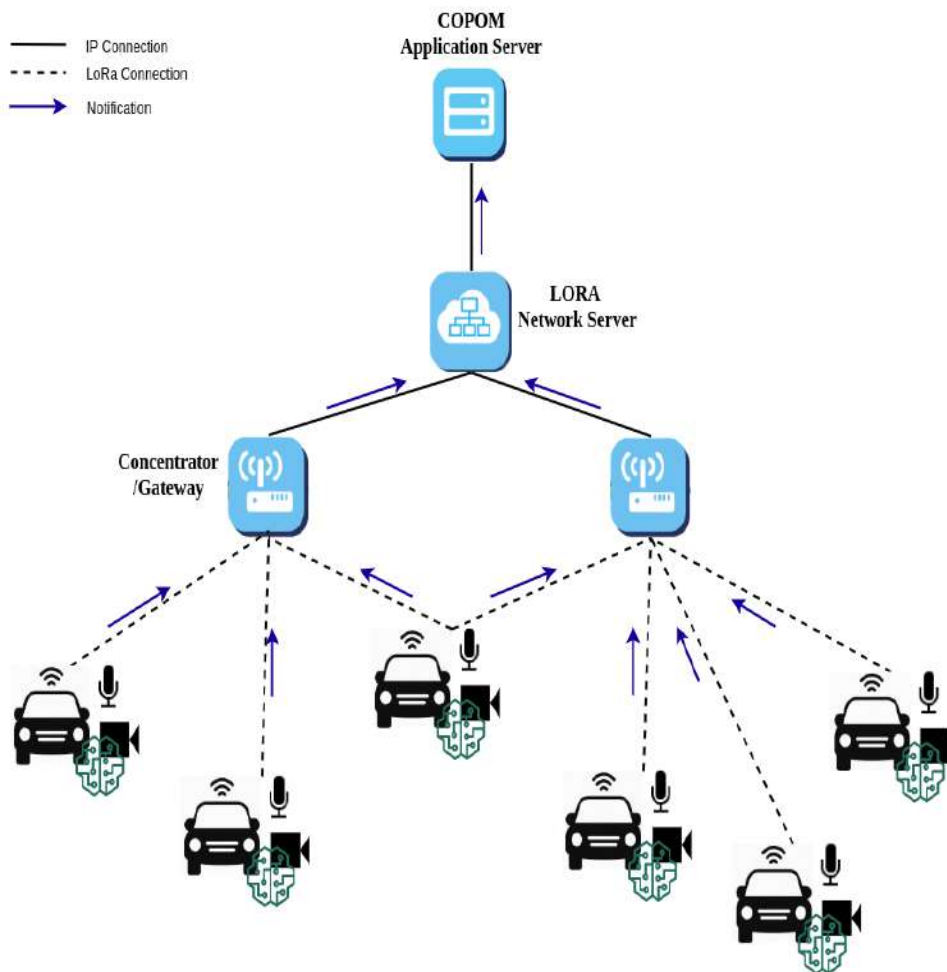 COPOM
Application Server
IP Connection
LoRa Connection
Notification
LORA
Network Server
Concentrator
/Gateway